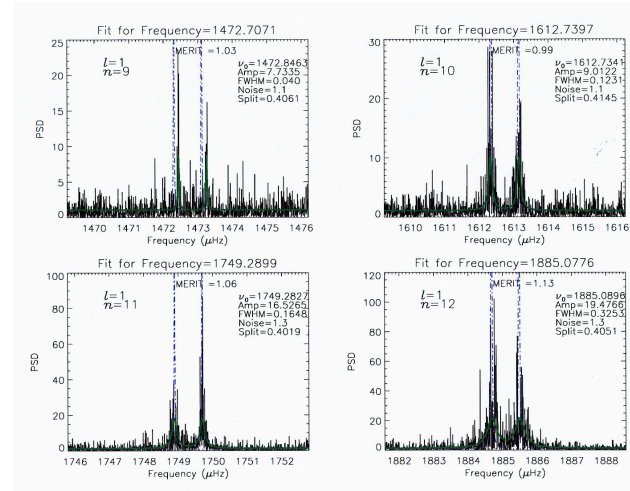 Fit for Frequency=1472.7071
MERIT =1.03
l=1
n=9
ν₀=1472.8463
Amp=7.7335
FWHM=0.040
Noise=1.1
Split=0.4061
PSD
25
20
15
10
5
0
1470 1471 1472 1473 1474 1475 1476
Frequency (μHz)
Fit for Frequency=1612.7397
MERIT =0.99
l=1
n=10
ν₀=1612.7341
Amp=9.0122
FWHM=0.1231
Noise=1.1
Split=0.4145
PSD
30
20
10
0
1610 1611 1612 1613 1614 1615 1616
Frequency (μHz)
Fit for Frequency=1749.2899
MERIT =1.06
l=1
n=11
ν₀=1749.2827
Amp=16.5265
FWHM=0.1648
Noise=1.3
Split=0.4019
PSD
100
80
60
40
20
0
1746 1747 1748 1749 1750 1751 1752
Frequency (μHz)
Fit for Frequency=1885.0776
MERIT =1.13
l=1
n=12
ν₀=1885.0896
Amp=19.4766
FWHM=0.3253
Noise=1.3
Split=0.4051
PSD
120
100
80
60
40
20
0
1882 1883 1884 1885 1886 1887 1888
Frequency (μHz)